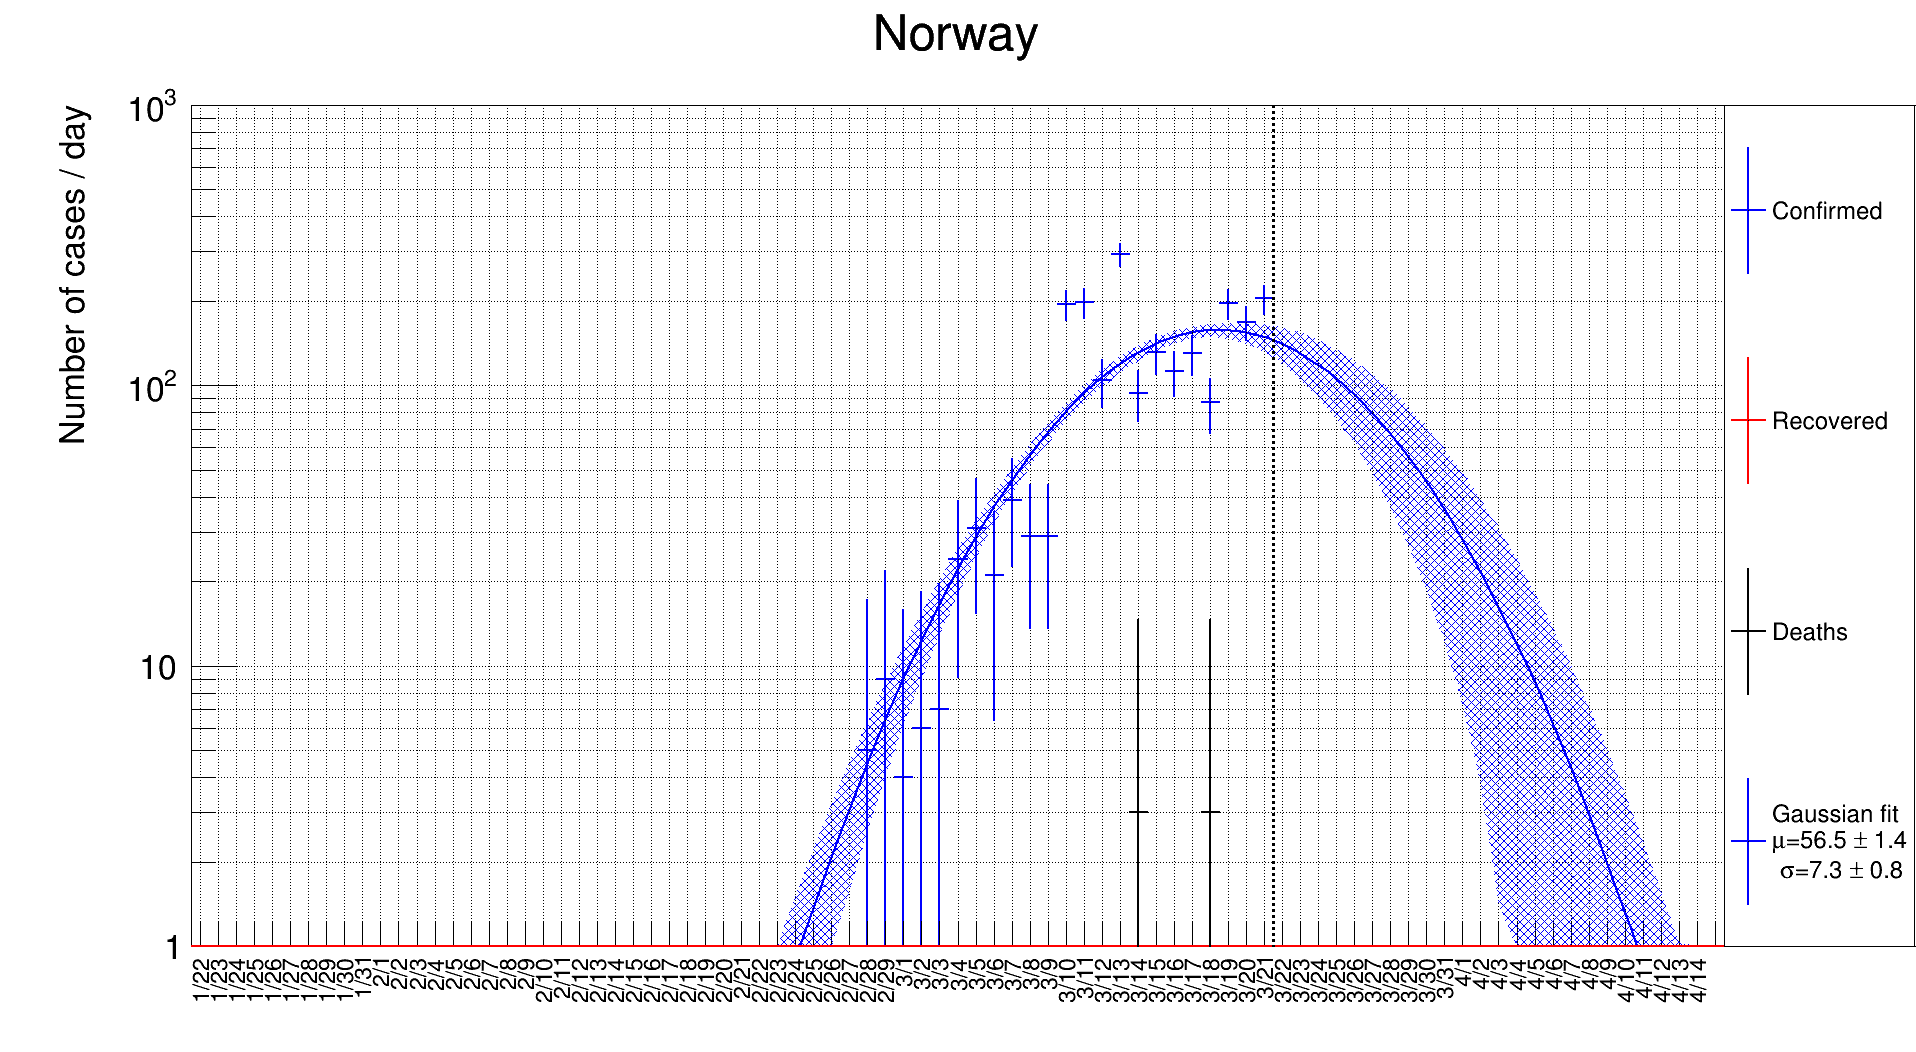 Norway
Number of cases / day
10³
10²
10
1
1/22 1/23 1/24 1/25 1/26 1/27 1/28 1/29 1/30 1/31 2/1 2/2 2/3 2/4 2/5 2/6 2/7 2/8 2/9 2/10 2/11 2/12 2/13 2/14 2/15 2/16 2/17 2/18 2/19 2/20 2/21 2/22 2/23 2/24 2/25 2/26 2/27 2/28 2/29 3/1 3/2 3/3 3/4 3/5 3/6 3/7 3/8 3/9 3/10 3/11 3/12 3/13 3/14 3/15 3/16 3/17 3/18 3/19 3/20 3/21 3/22 3/23 3/24 3/25 3/26 3/27 3/28 3/29 3/30 3/31 4/1 4/2 4/3 4/4 4/5 4/6 4/7 4/8 4/9 4/10 4/11 4/12 4/13 4/14
Confirmed
Recovered
Deaths
Gaussian fit
μ=56.5 ± 1.4
σ=7.3 ± 0.8